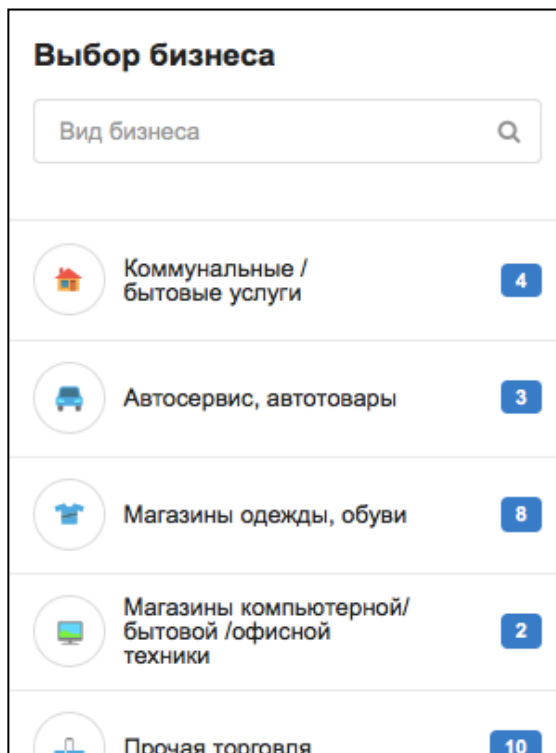 Выбор бизнеса
Вид бизнеса
Коммунальные /
бытовые услуги
4
Автосервис, автотовары
3
Магазины одежды, обуви
8
Магазины компьютерной/
бытовой /офисной
техники
2
Прочая торговля
10